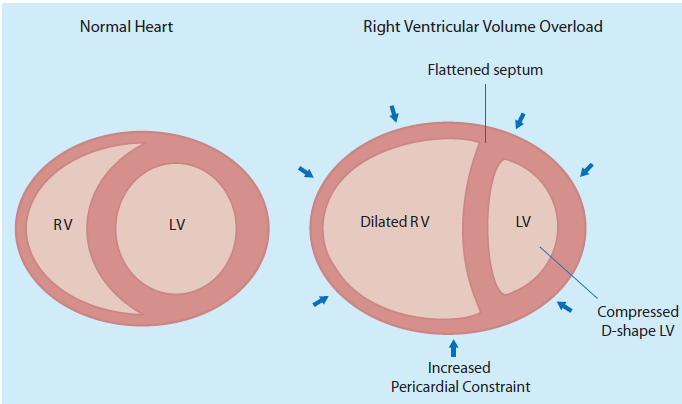 Normal Heart
Right Ventricular Volume Overload
Flattened septum
RV
LV
Dilated RV
LV
Compressed
D-shape LV
Increased
Pericardial Constraint